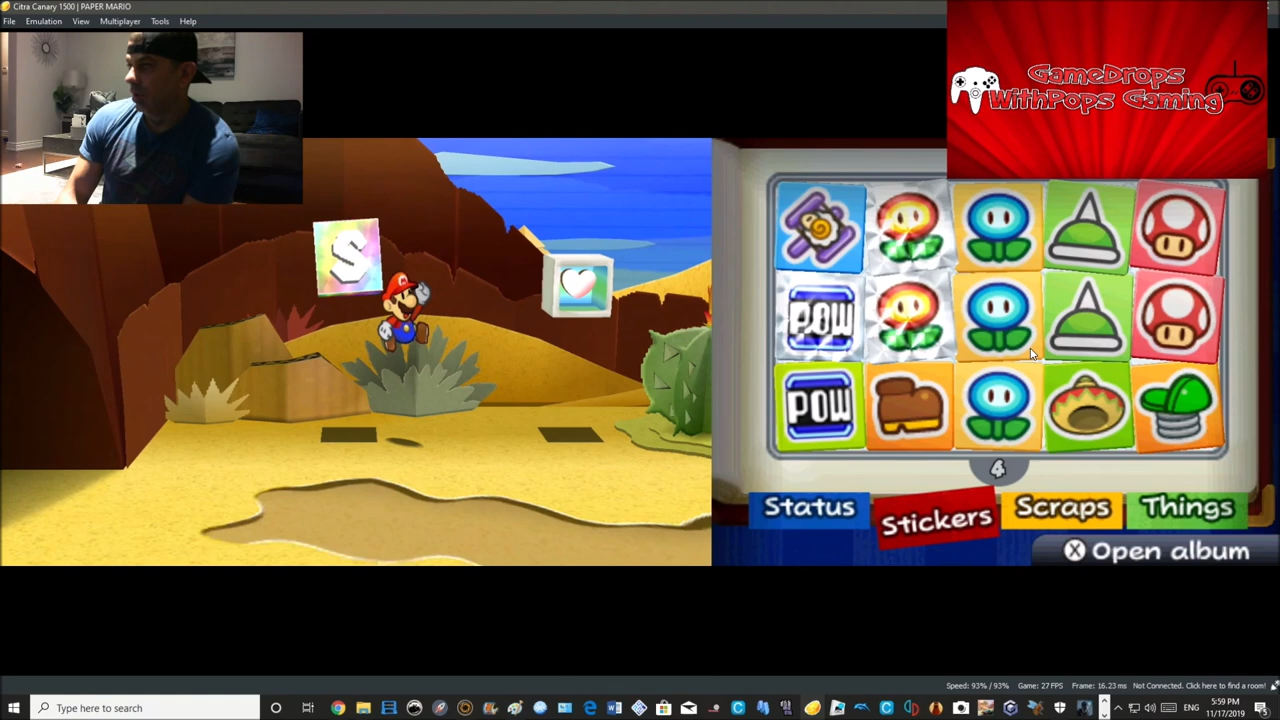 Citra Canary 1500 | PAPER MARIO
File Emulation View Multiplayer Tools Help
GameDrops
WithPops Gaming
S
POW
POW
4
Status Stickers Scraps Things
X Open album
Speed: 93% / 93% Game: 27 FPS Frame: 16.23 ms Not Connected. Click here to find a room!
Type here to search
ENG
5:59 PM
11/17/2019